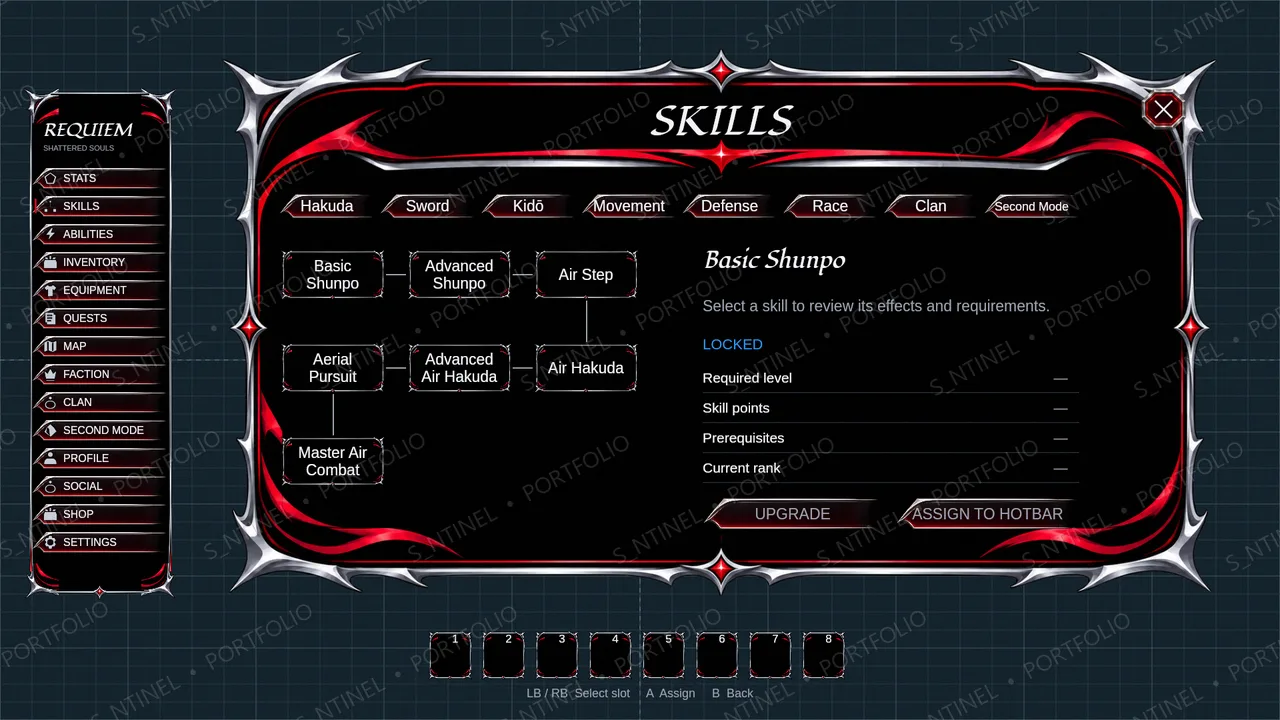 REQUIEM
SHATTERED SOULS
STATS
SKILLS
ABILITIES
INVENTORY
EQUIPMENT
QUESTS
MAP
FACTION
CLAN
SECOND MODE
PROFILE
SOCIAL
SHOP
SETTINGS
SKILLS
Hakuda Sword Kidō Movement Defense Race Clan Second Mode
Basic
Shunpo
Advanced
Shunpo
Air Step
Aerial
Pursuit
Advanced
Air Hakuda
Air Hakuda
Master Air
Combat
Basic Shunpo
Select a skill to review its effects and requirements.
LOCKED
Required level —
Skill points —
Prerequisites —
Current rank —
UPGRADE ASSIGN TO HOTBAR
1 2 3 4 5 6 7 8
LB / RB Select slot A Assign B Back
S_NTINEL • PORTFOLIO